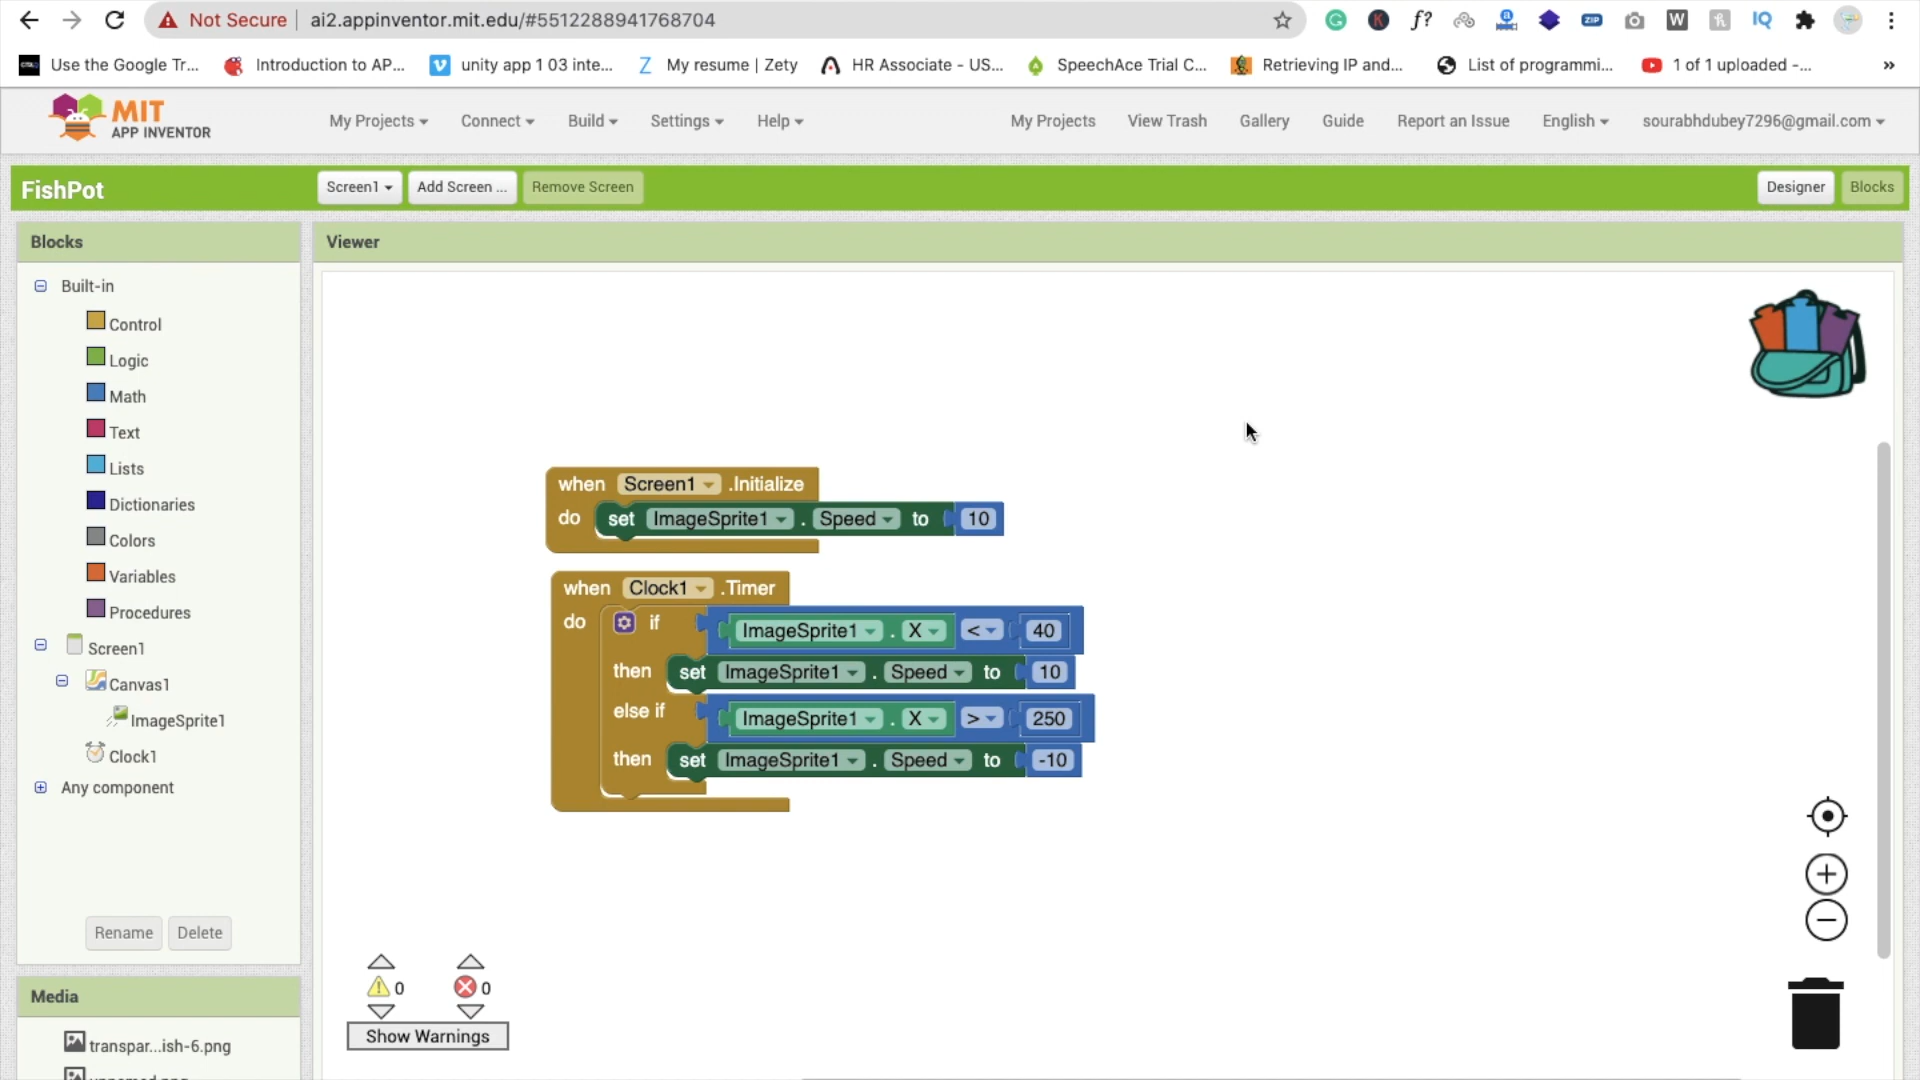 Not Secure ai2.appinventor.mit.edu/#5512288941768704
Use the Google Tr... Introduction to AP... unity app 1 03 inte... My resume | Zety HR Associate - US... SpeechAce Trial C... Retrieving IP and... List of programmi... 1 of 1 uploaded -... »
MIT
APP INVENTOR
My Projects Connect Build Settings Help My Projects View Trash Gallery Guide Report an Issue English sourabhdubey7296@gmail.com
FishPot Screen1 Add Screen ... Remove Screen Designer Blocks
Blocks Viewer
Built-in
Control
Logic
Math
Text
Lists
Dictionaries
Colors
Variables
Procedures
Screen1
Canvas1
ImageSprite1
Clock1
Any component
Rename Delete
Media
transpar...ish-6.png
when Screen1 .Initialize
do set ImageSprite1 . Speed to 10
when Clock1 .Timer
do if ImageSprite1 . X < 40
then set ImageSprite1 . Speed to 10
else if ImageSprite1 . X > 250
then set ImageSprite1 . Speed to -10
0 0
Show Warnings